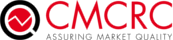 CMCRC
ASSURING MARKET QUALITY